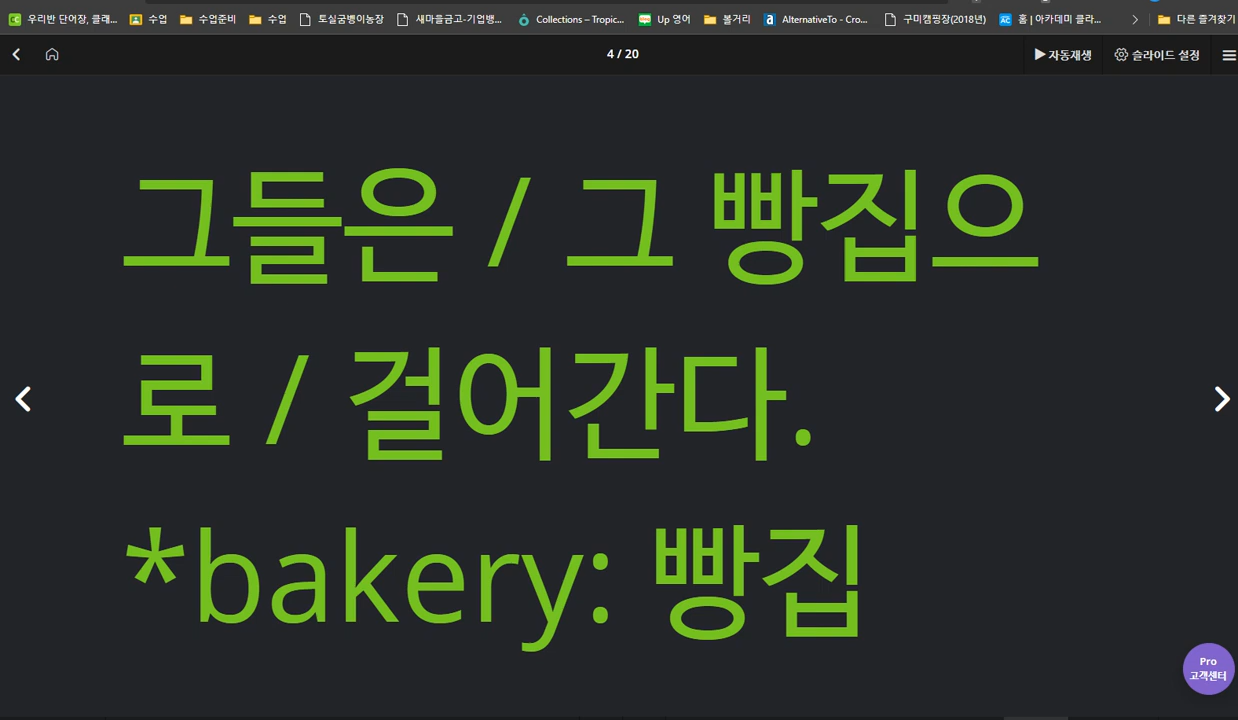 우리반 단어장, 클래... 수업 수업준비 수업 토실굼벵이농장 새마을금고-기업뱅... Collections – Tropic... Up 영어 볼거리 AlternativeTo - Cro... 구미캠핑장(2018년) 홈 | 아카데미 클라... 다른 즐겨찾기
4 / 20 ▶자동재생 슬라이드 설정
그들은 / 그 빵집으
로 / 걸어간다.
*bakery: 빵집
Pro
고객센터